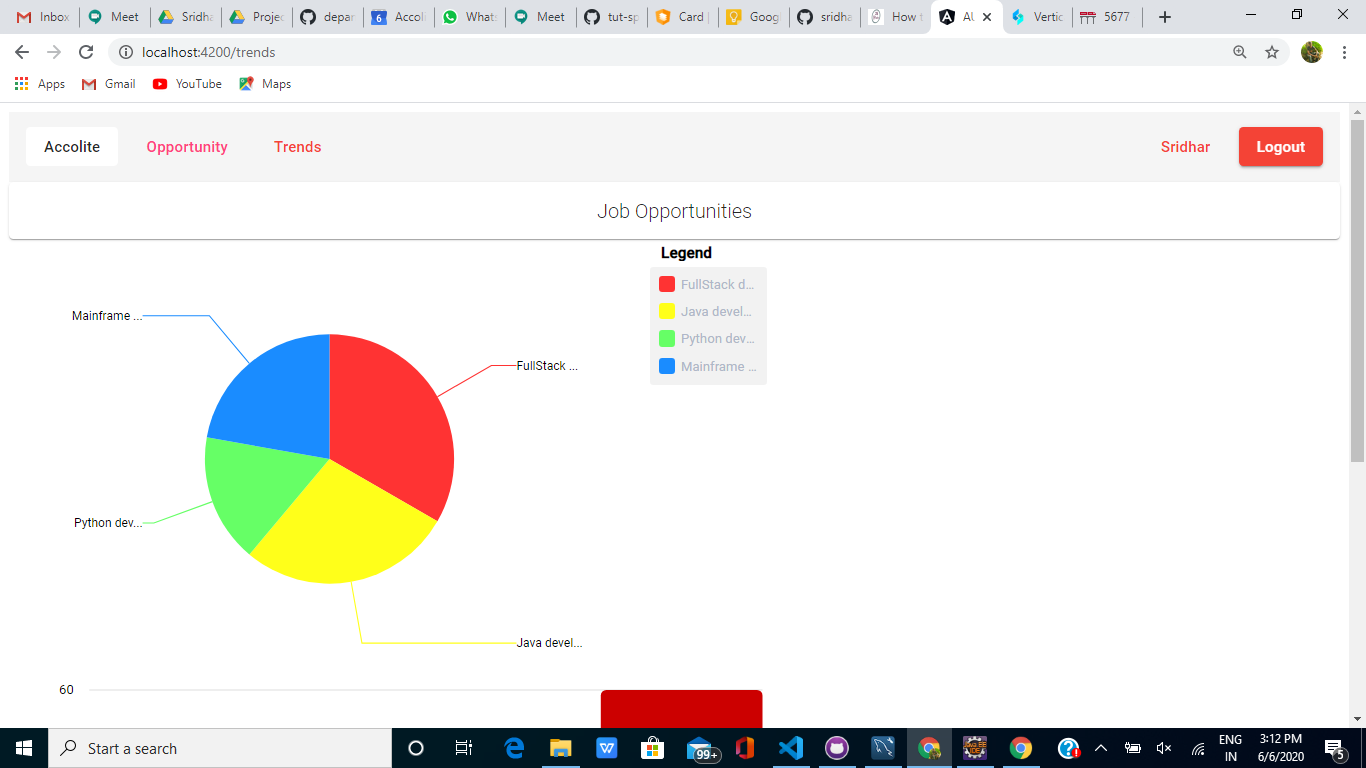 Inbox Meet Sridha Projec depar Accoli Whats Meet tut-sp Card Goog sridha How t AU Vertic 5677
localhost:4200/trends
Apps Gmail YouTube Maps
Accolite Opportunity Trends Sridhar Logout
Job Opportunities
Legend
FullStack d...
Java devel...
Python dev...
Mainframe ...
Mainframe ...
FullStack ...
Python dev...
Java devel...
60
Start a search
99+
ENG
IN
3:12 PM
6/6/2020
5